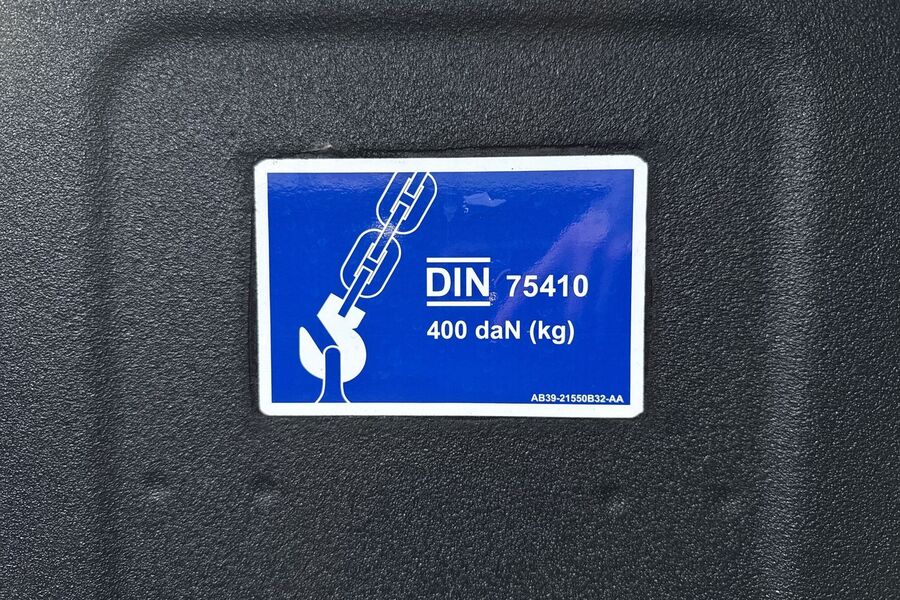 DIN 75410
400 daN (kg)
AB39-21550B32-AA